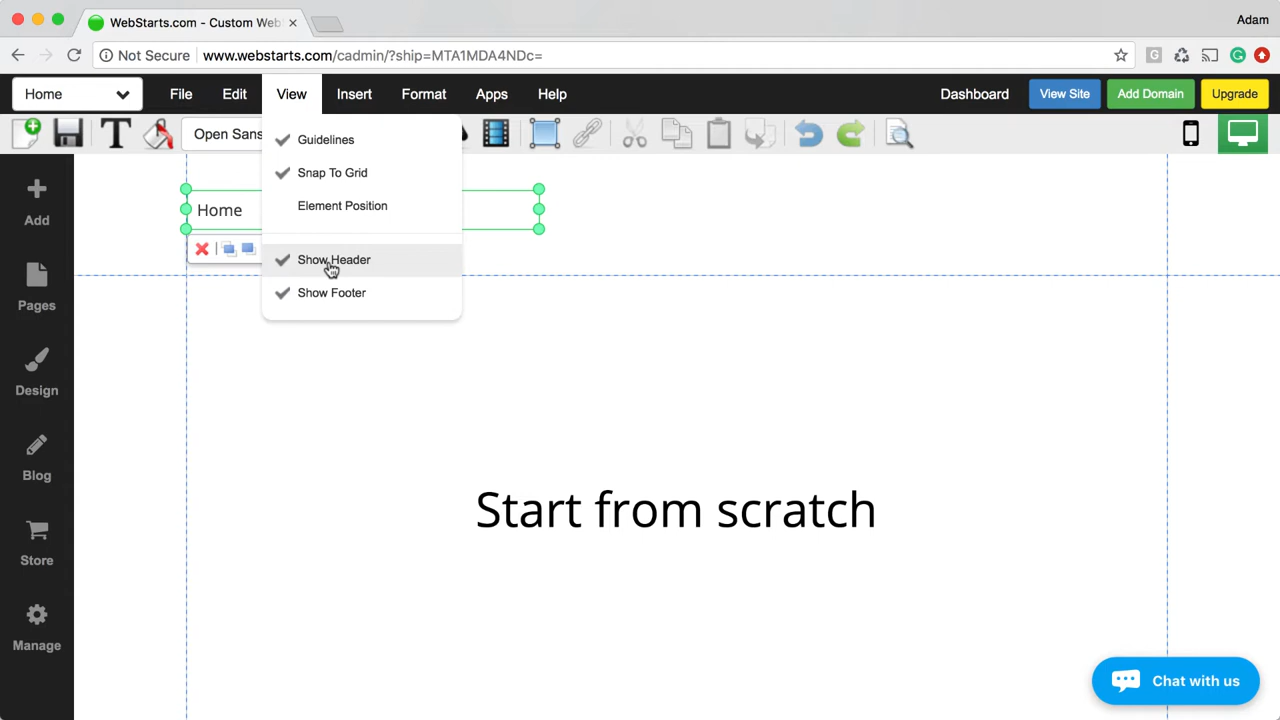 WebStarts.com - Custom Web
Adam
Not Secure
www.webstarts.com/cadmin/?ship=MTA1MDA4NDc=
G
G
Home
File
Edit
View
Insert
Format
Apps
Help
Dashboard
View Site
Add Domain
Upgrade
T
Open Sans
Guidelines
Snap To Grid
Element Position
Show Header
Show Footer
Add
Pages
Design
Blog
Store
Manage
Home
Start from scratch
Chat with us